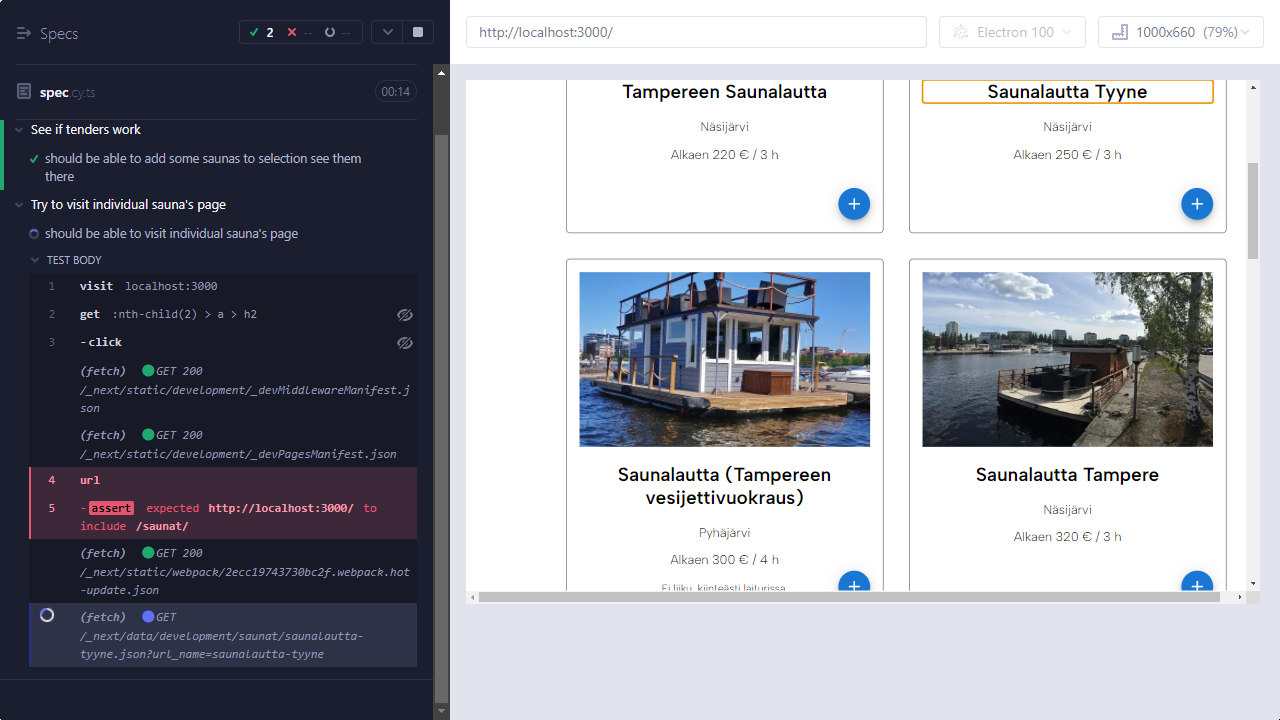 Specs
2
--
--
spec.cy.ts
00:14
See if tenders work
should be able to add some saunas to selection see them
there
Try to visit individual sauna's page
should be able to visit individual sauna's page
TEST BODY
1 visit localhost:3000
2 get :nth-child(2) > a > h2
3 -click
(fetch) GET 200
/_next/static/development/_devMiddlewareManifest.j
son
(fetch) GET 200
/_next/static/development/_devPagesManifest.json
4 url
5 -assert expected http://localhost:3000/ to
include /saunat/
(fetch) GET 200
/_next/static/webpack/2ecc19743730bc2f.webpack.hot
-update.json
(fetch) GET
/_next/data/development/saunat/saunalautta-
tyyne.json?url_name=saunalautta-tyyne
http://localhost:3000/
Electron 100
1000x660 (79%)
Tampereen Saunalautta
Näsijärvi
Alkaen 220 € / 3 h
+
Saunalautta Tyyne
Näsijärvi
Alkaen 250 € / 3 h
+
Saunalautta (Tampereen
vesijettivuokraus)
Pyhäjärvi
Alkaen 300 € / 4 h
Ei liiku, kiinteästi laiturissa
+
Saunalautta Tampere
Näsijärvi
Alkaen 320 € / 3 h
+